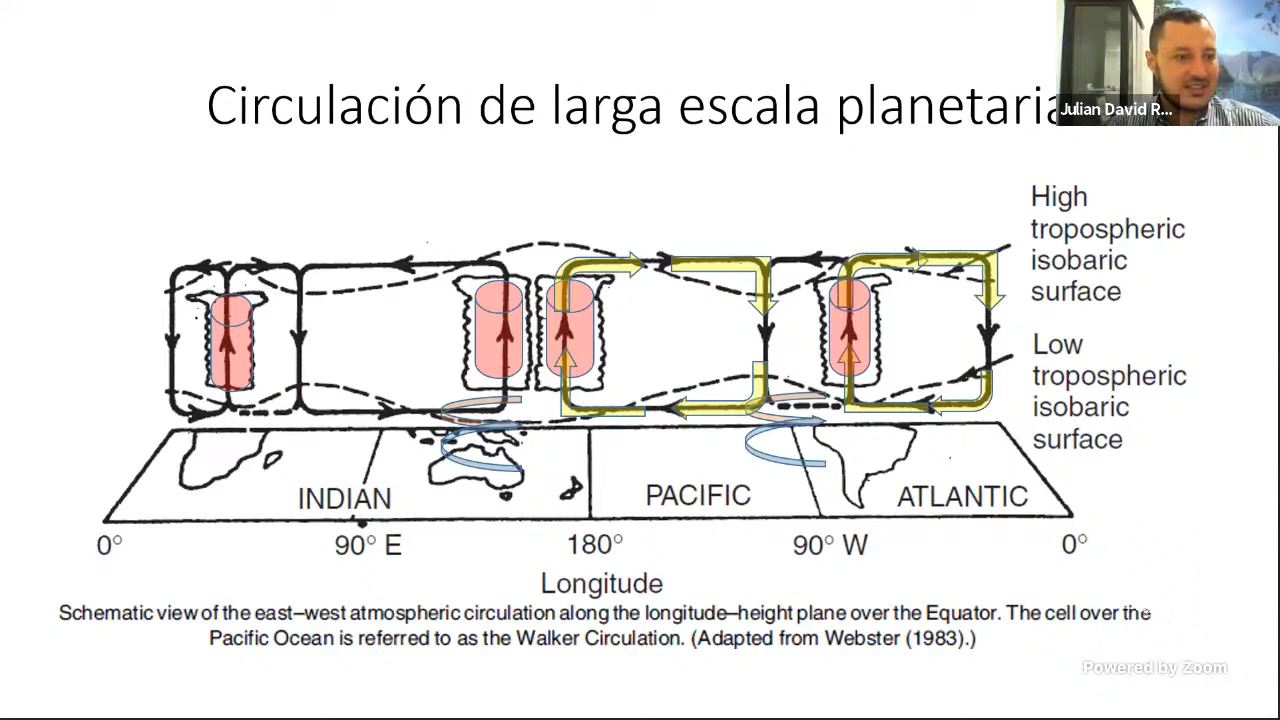 Circulación de larga escala planetaria
Julian David R...
High
tropospheric
isobaric
surface
Low
tropospheric
isobaric
surface
INDIAN
PACIFIC
ATLANTIC
0°
90° E
180°
90° W
0°
Longitude
Schematic view of the east–west atmospheric circulation along the longitude–height plane over the Equator. The cell over the
Pacific Ocean is referred to as the Walker Circulation. (Adapted from Webster (1983).)
Powered by Zoom